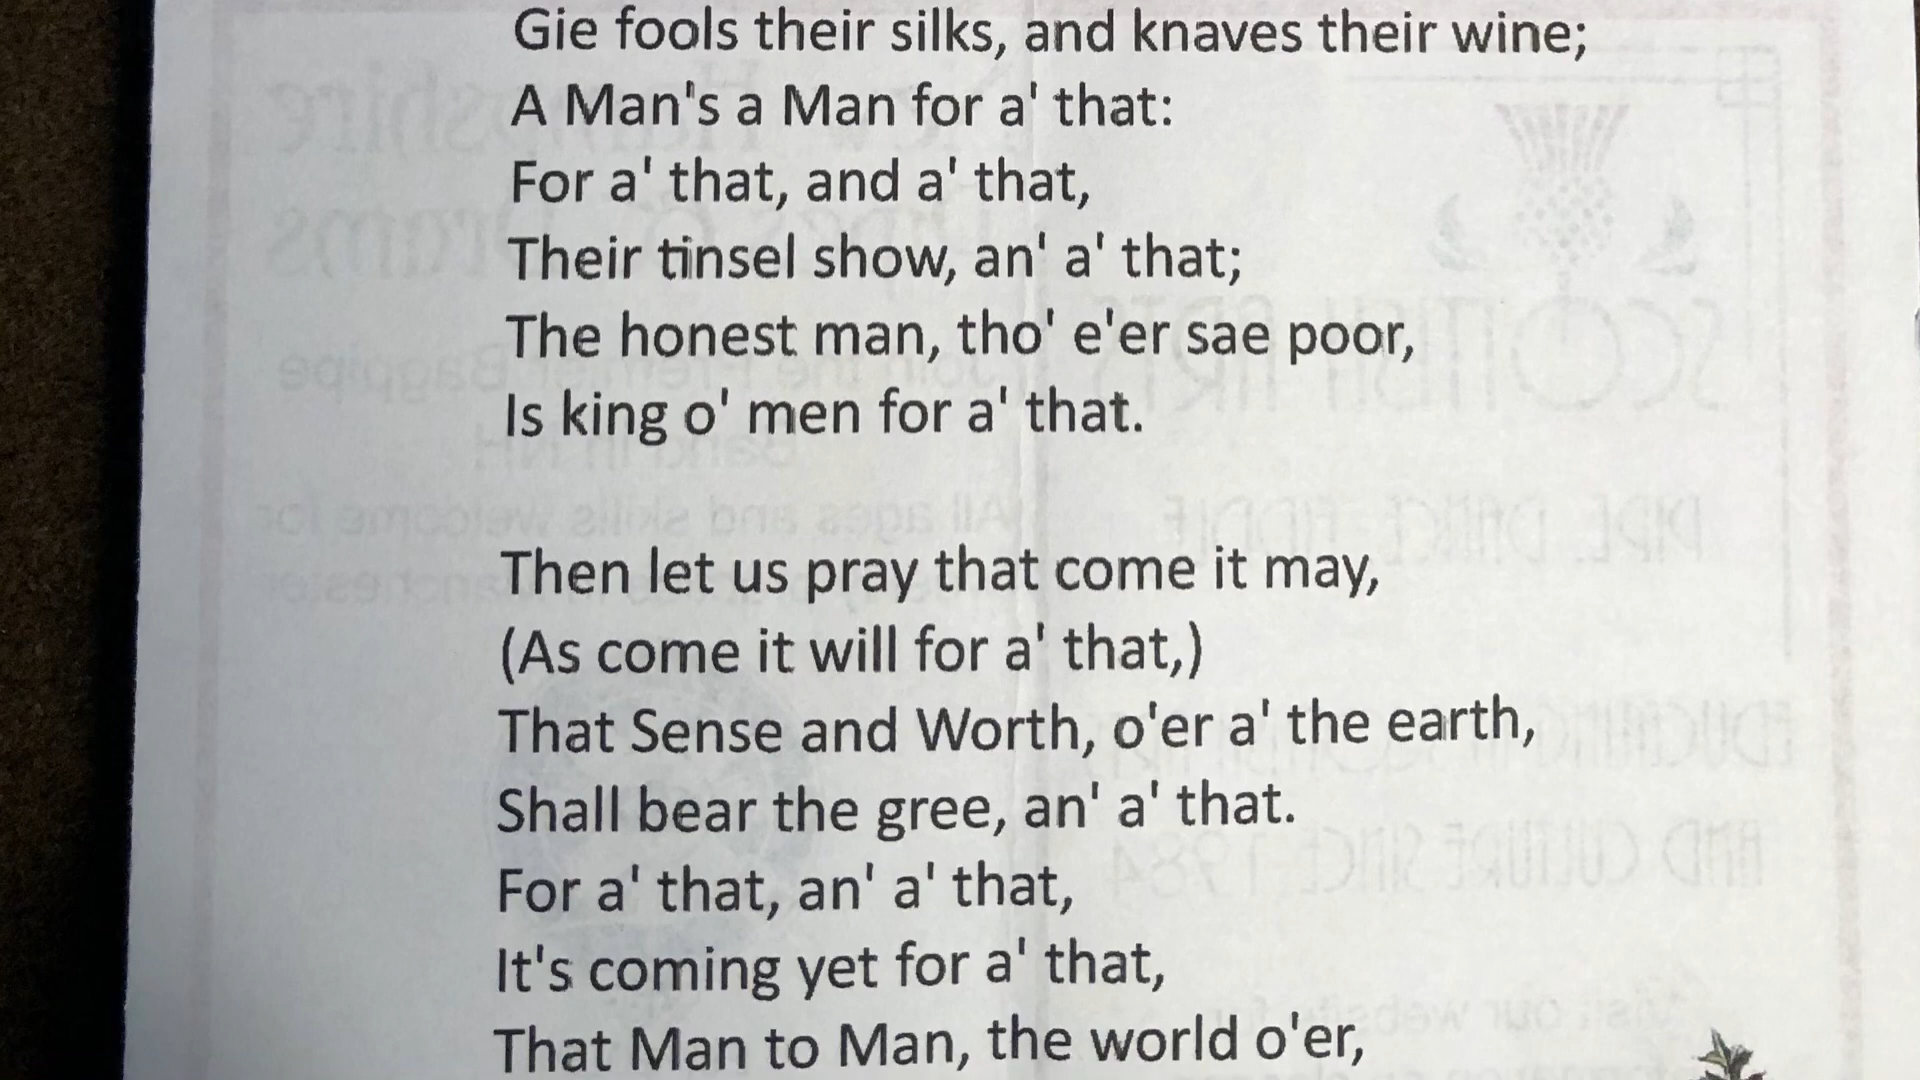 Gie fools their silks, and knaves their wine;
A Man's a Man for a' that:
For a' that, and a' that,
Their tinsel show, an' a' that;
The honest man, tho' e'er sae poor,
Is king o' men for a' that.
Then let us pray that come it may,
(As come it will for a' that,)
That Sense and Worth, o'er a' the earth,
Shall bear the gree, an' a' that.
For a' that, an' a' that,
It's coming yet for a' that,
That Man to Man, the world o'er,